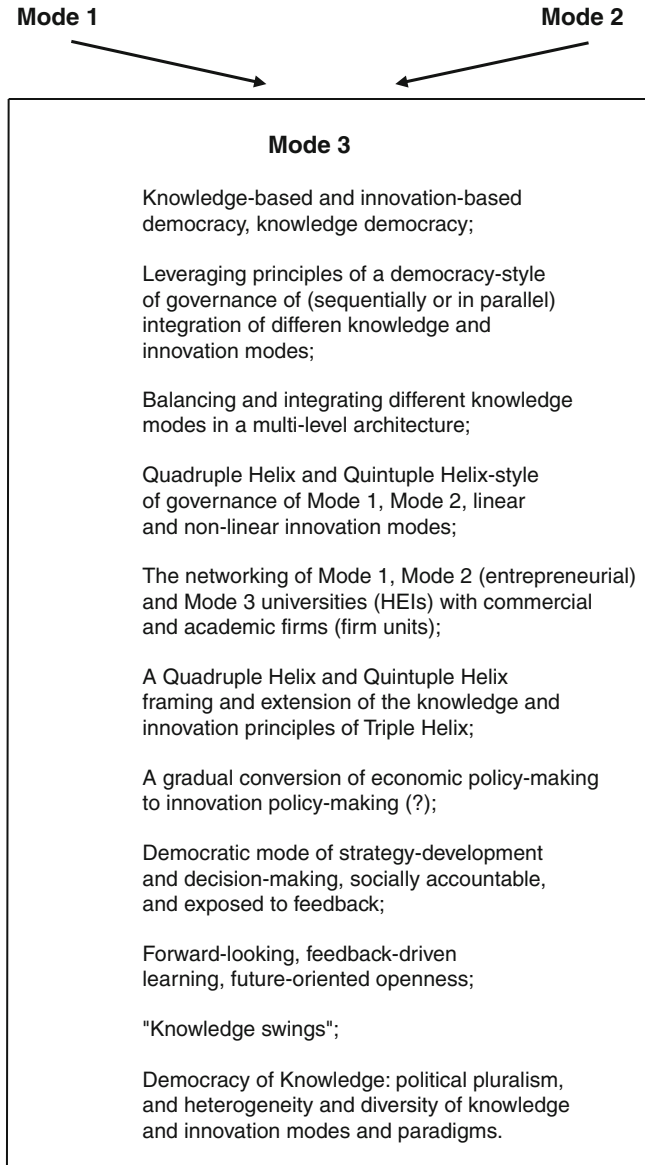 Mode 1
Mode 2
Mode 3
Knowledge-based and innovation-based
democracy, knowledge democracy;
Leveraging principles of a democracy-style
of governance of (sequentially or in parallel)
integration of differen knowledge and
innovation modes;
Balancing and integrating different knowledge
modes in a multi-level architecture;
Quadruple Helix and Quintuple Helix-style
of governance of Mode 1, Mode 2, linear
and non-linear innovation modes;
The networking of Mode 1, Mode 2 (entrepreneurial)
and Mode 3 universities (HEIs) with commercial
and academic firms (firm units);
A Quadruple Helix and Quintuple Helix
framing and extension of the knowledge and
innovation principles of Triple Helix;
A gradual conversion of economic policy-making
to innovation policy-making (?);
Democratic mode of strategy-development
and decision-making, socially accountable,
and exposed to feedback;
Forward-looking, feedback-driven
learning, future-oriented openness;
"Knowledge swings";
Democracy of Knowledge: political pluralism,
and heterogeneity and diversity of knowledge
and innovation modes and paradigms.